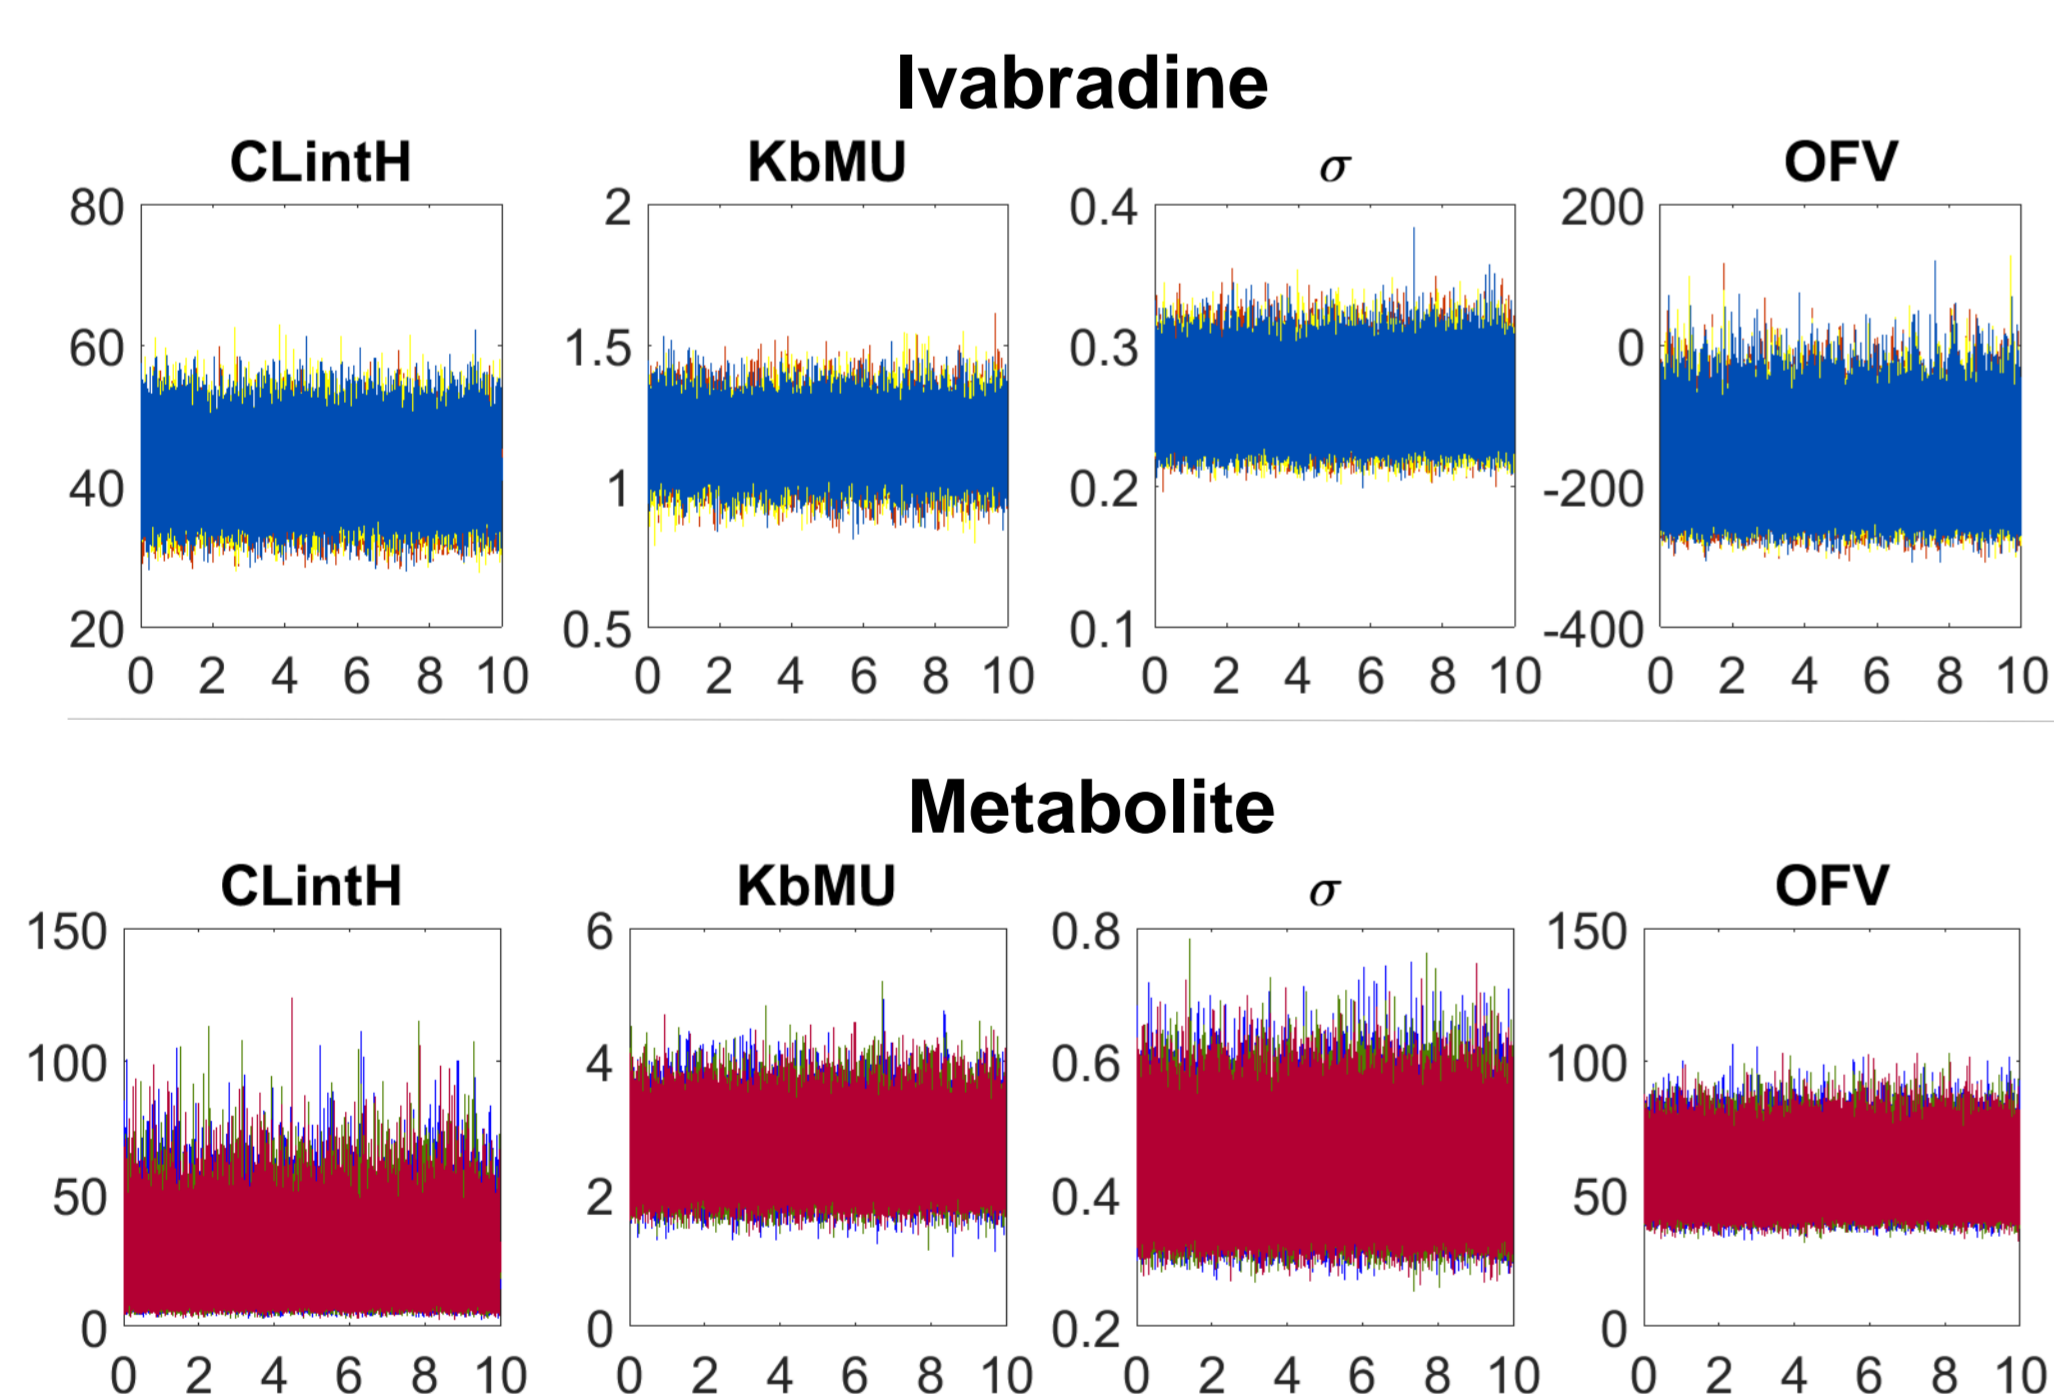 Ivabradine
CLintH KbMU σ OFV
80 2 0.4 200
60 1.5 0.3 0
40 1 0.2 -200
20 0.5 0.1 -400
0 2 4 6 8 10 0 2 4 6 8 10 0 2 4 6 8 10 0 2 4 6 8 10
Metabolite
CLintH KbMU σ OFV
150 6 0.8 150
100 4 0.6 100
50 2 0.4 50
0 0 0.2 0
0 2 4 6 8 10 0 2 4 6 8 10 0 2 4 6 8 10 0 2 4 6 8 10